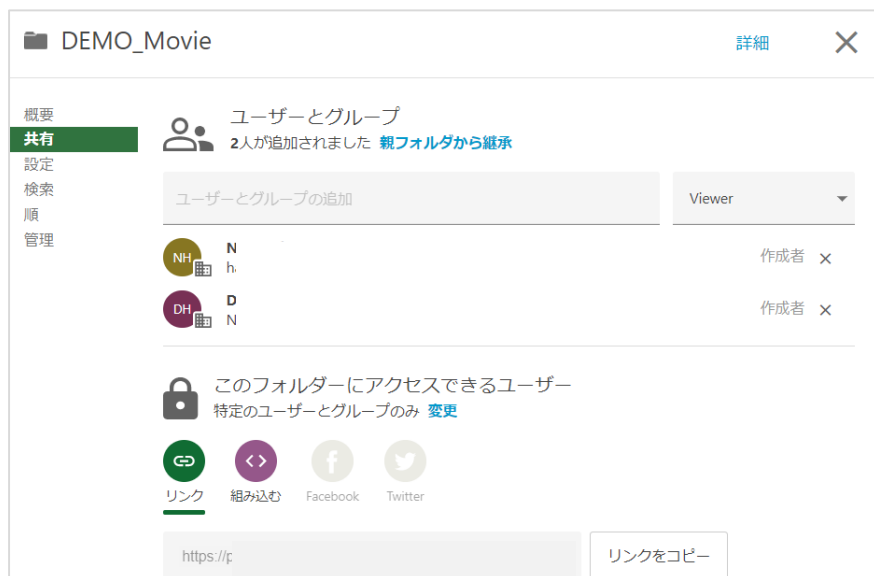 DEMO_Movie
詳細
概要
共有
設定
検索
順
管理
ユーザーとグループ
2人が追加されました 親フォルダから継承
ユーザーとグループの追加
Viewer
NH
N
h
作成者
DH
D
N
作成者
このフォルダーにアクセスできるユーザー
特定のユーザーとグループのみ 変更
リンク
組み込む
Facebook
Twitter
https://p
リンクをコピー